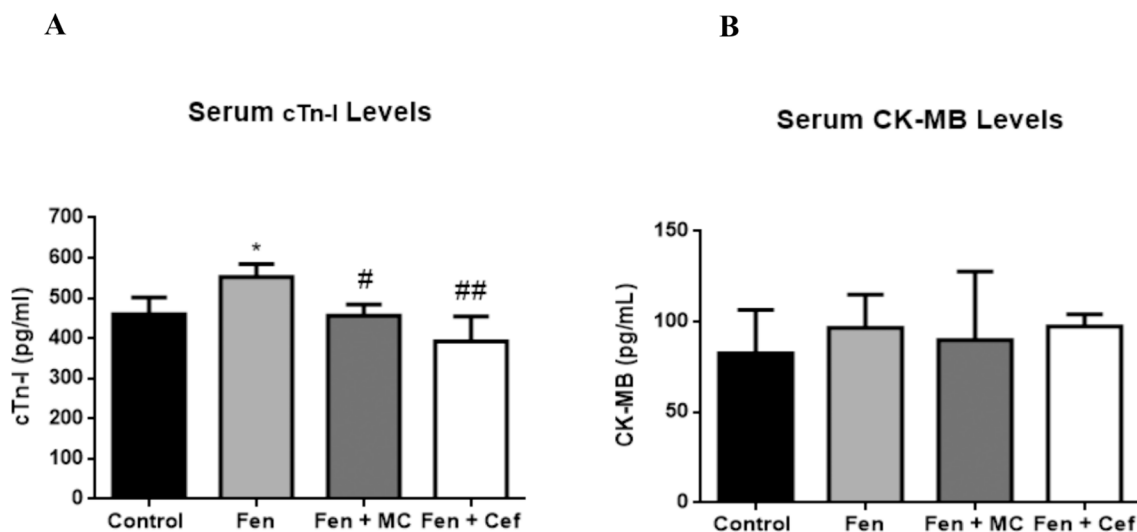 A
Serum cTn-I Levels
cTn-I (pg/ml)
700
600
500
400
300
200
100
0
*
#
##
Control Fen Fen + MC Fen + Cef
B
Serum CK-MB Levels
CK-MB (pg/mL)
150
100
50
0
Control Fen Fen + MC Fen + Cef